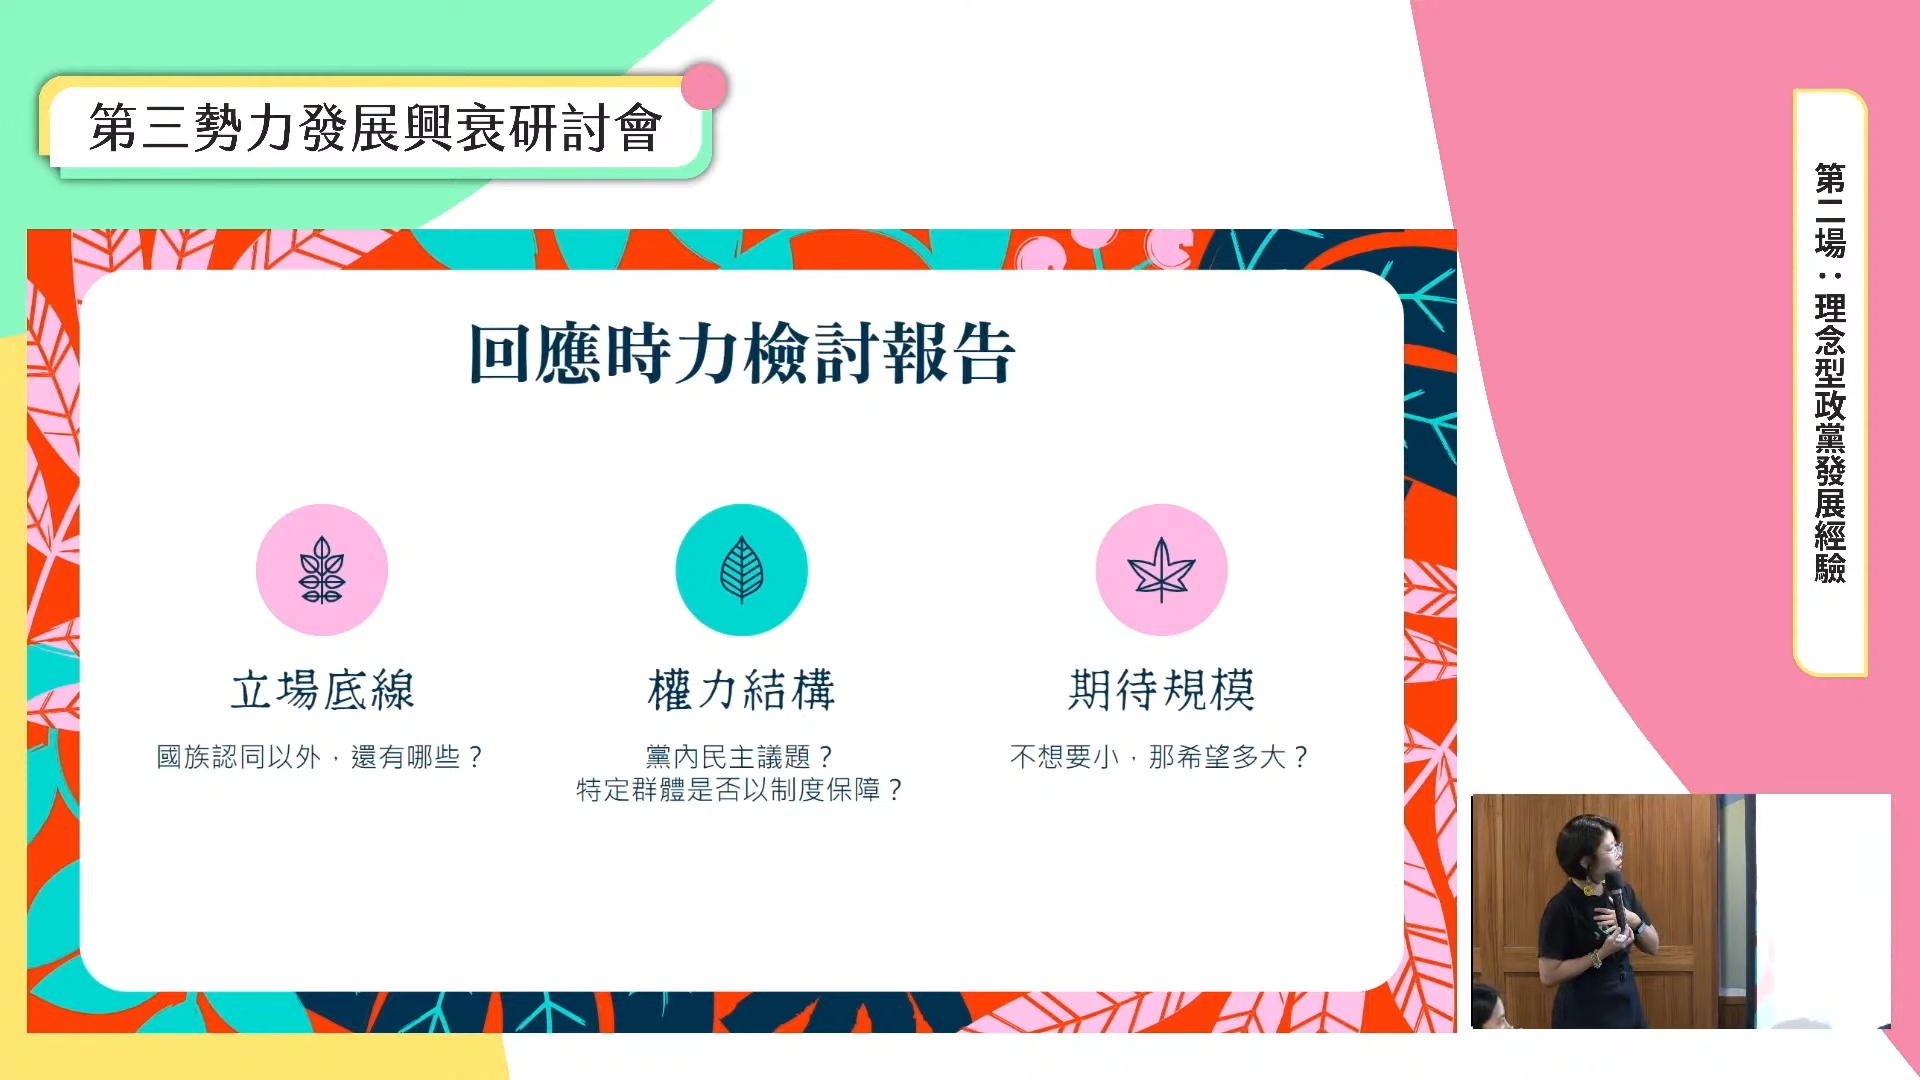 第三勢力發展興衰研討會
回應時力檢討報告
立場底線
國族認同以外，還有哪些？
權力結構
黨內民主議題？
特定群體是否以制度保障？
期待規模
不想要小，那希望多大？
第二場：理念型政黨發展經驗